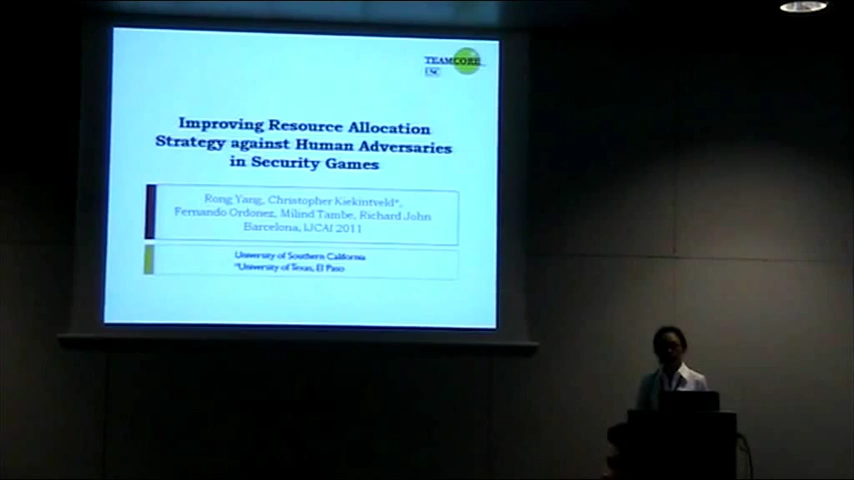 TEAMCORE
USC
Improving Resource Allocation
Strategy against Human Adversaries
in Security Games
Rong Yang, Christopher Kiekintveld*,
Fernando Ordonez, Milind Tambe, Richard John
Barcelona, IJCAI 2011
University of Southern California
*University of Texas, El Paso